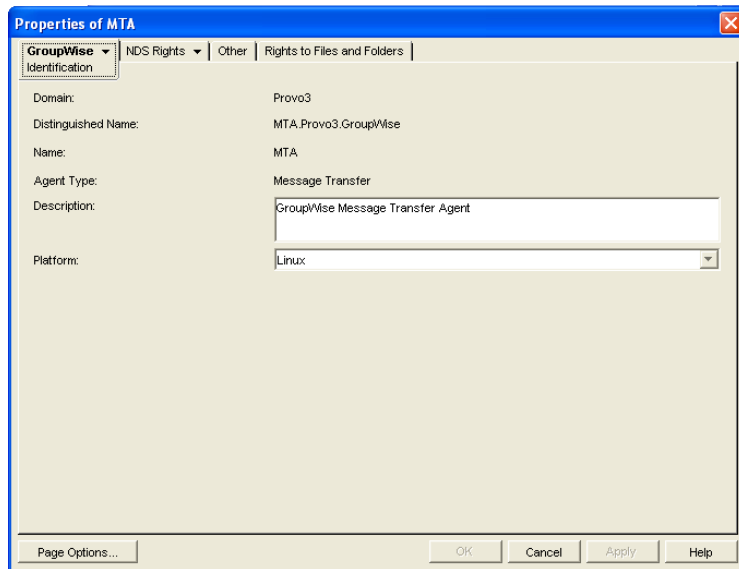 Properties of MTA
GroupWise NDS Rights Other Rights to Files and Folders
Identification
Domain: Provo3
Distinguished Name: MTA.Provo3.GroupWise
Name: MTA
Agent Type: Message Transfer
Description: GroupWise Message Transfer Agent
Platform: Linux
Page Options... OK Cancel Apply Help